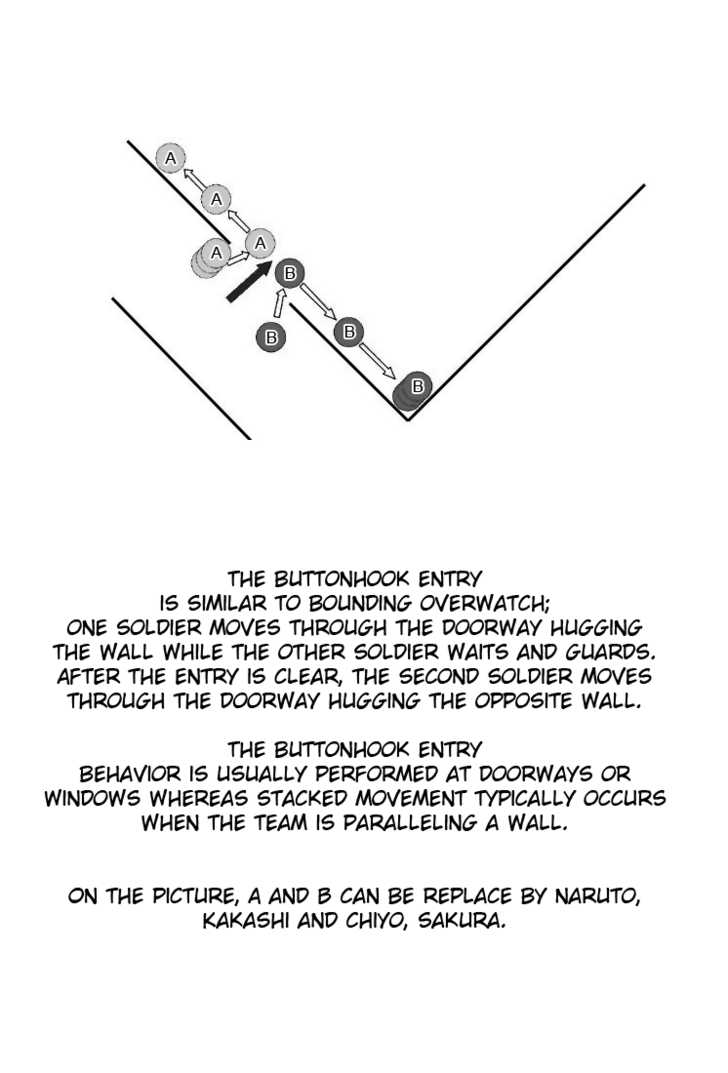 A
A
A
A
B
B
B
B
THE BUTTONHOOK ENTRY
IS SIMILAR TO BOUNDING OVERWATCH;
ONE SOLDIER MOVES THROUGH THE DOORWAY HUGGING
THE WALL WHILE THE OTHER SOLDIER WAITS AND GUARDS.
AFTER THE ENTRY IS CLEAR, THE SECOND SOLDIER MOVES
THROUGH THE DOORWAY HUGGING THE OPPOSITE WALL.
THE BUTTONHOOK ENTRY
BEHAVIOR IS USUALLY PERFORMED AT DOORWAYS OR
WINDOWS WHEREAS STACKED MOVEMENT TYPICALLY OCCURS
WHEN THE TEAM IS PARALLELING A WALL.
ON THE PICTURE, A AND B CAN BE REPLACE BY NARUTO,
KAKASHI AND CHIYO, SAKURA.